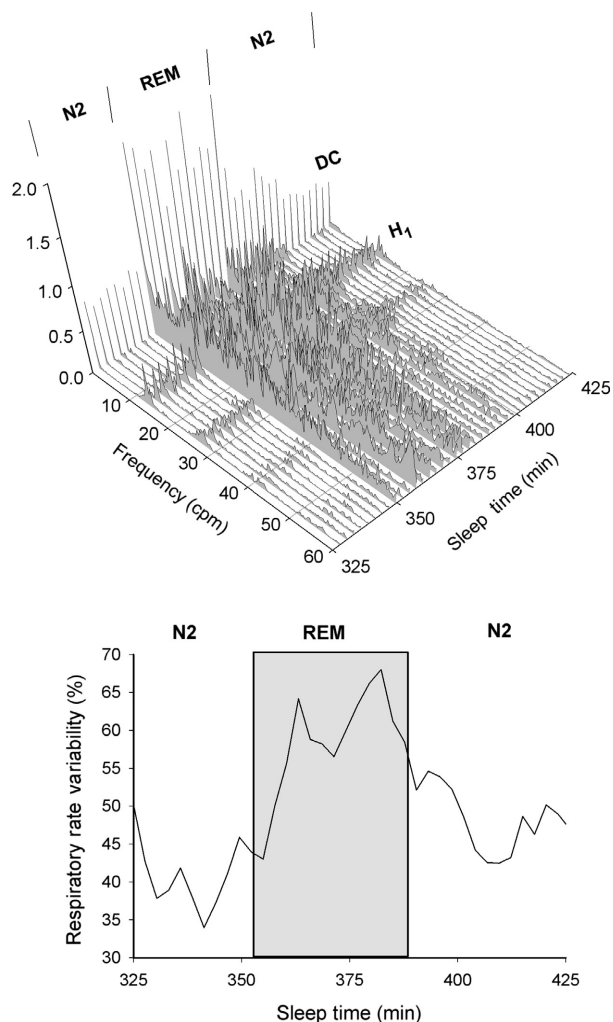 N2
REM
N2
DC
H1
2.0
1.5
1.0
0.5
0.0
10
20
30
40
50
60
Frequency (cpm)
325
350
375
400
425
Sleep time (min)
N2
REM
N2
70
65
60
55
50
45
40
35
30
Respiratory rate variability (%)
325
350
375
400
425
Sleep time (min)